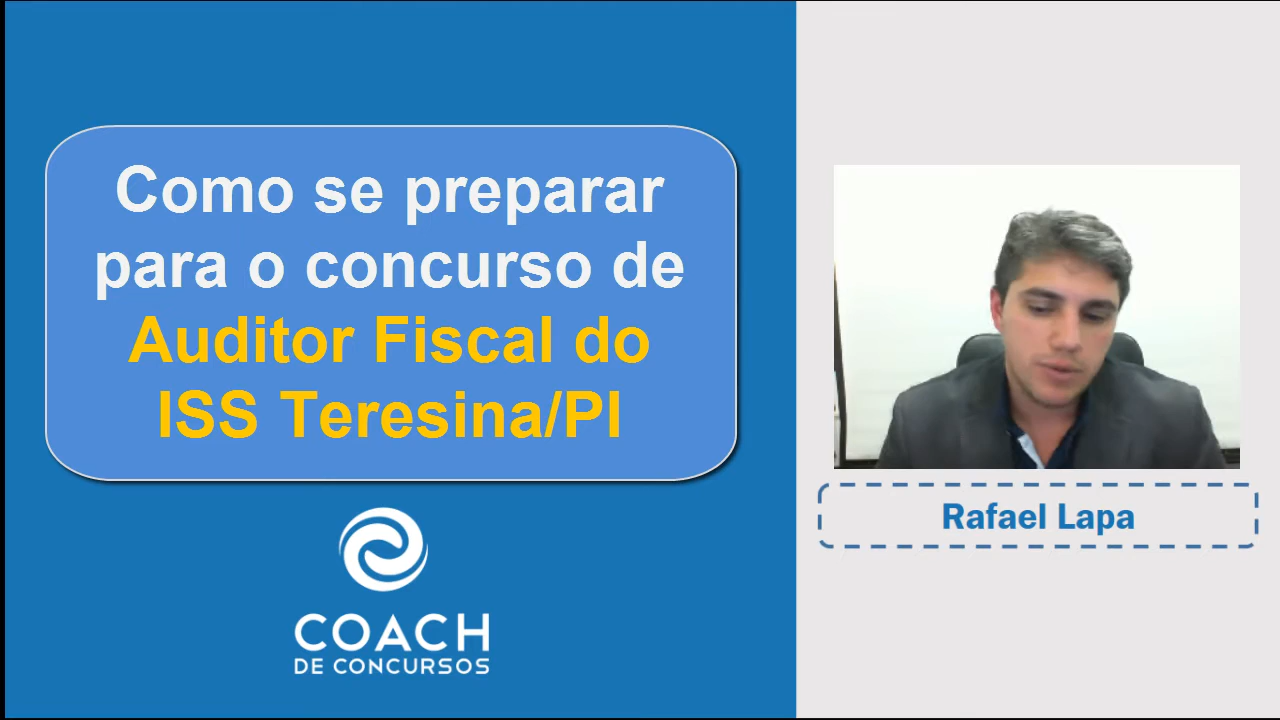 Como se preparar
para o concurso de
Auditor Fiscal do
ISS Teresina/PI
COACH
DE CONCURSOS
Rafael Lapa